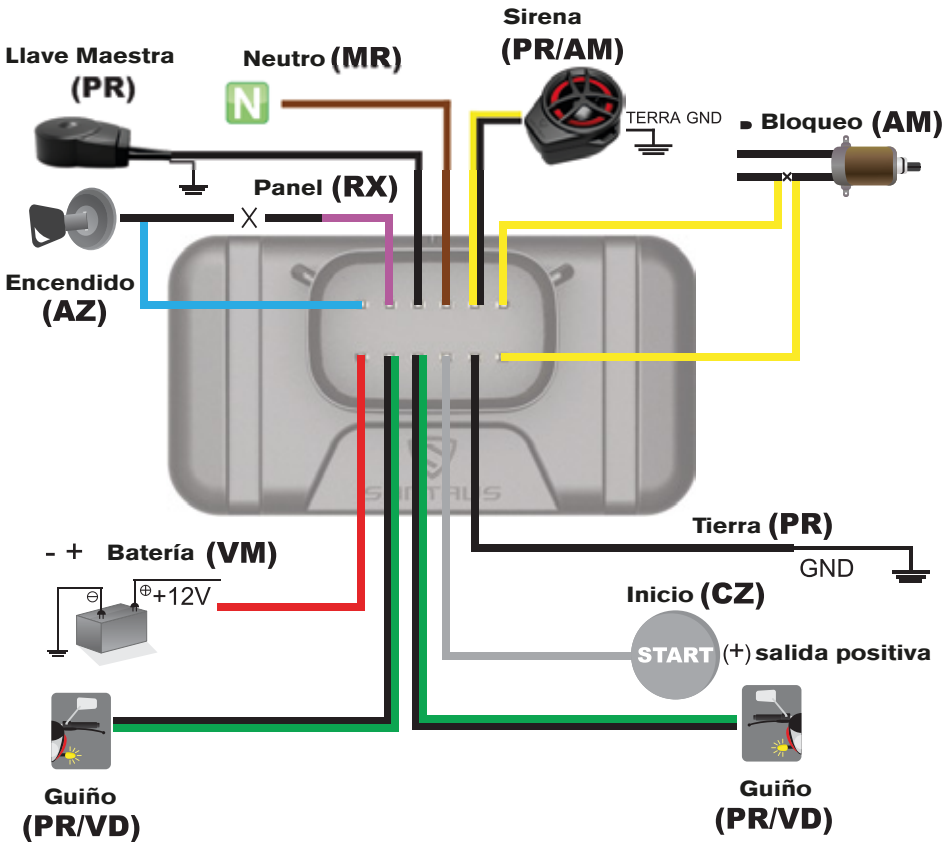 Sirena
(PR/AM)
Llave Maestra
(PR)
Neutro (MR)
N
TERRA GND
Bloqueo (AM)
Panel (RX)
Encendido
(AZ)
- + Batería (VM)
+12V
Tierra (PR)
GND
Inicio (CZ)
START (+) salida positiva
Guiño
(PR/VD)
Guiño
(PR/VD)